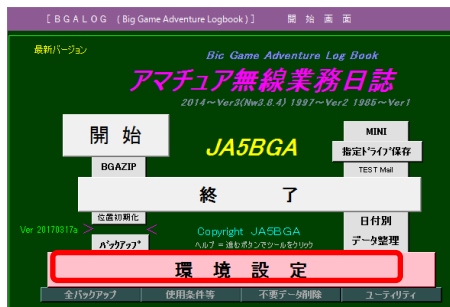 [BGALOG (Big Game Adventure Logbook)] 開 始 画 面
最新バージョン
Bic Game Adventure Log Book
アマチュア無線業務日誌
2014～Ver3(Nw3.8.4) 1997～Ver2 1985～Ver1
開 始
JA5BGA
MINI
指定ドライブ保存
BGAZIP
TEST Mail
終 了
位置初期化
日付別
データ整理
Ver 20170317a > <
Copyright JA5BGA
バックアップ
ヘルプ = 進むボタンでツールをクリック
環 境 設 定
全バックアップ
使用条件等
不要データ削除
ユーティリティ